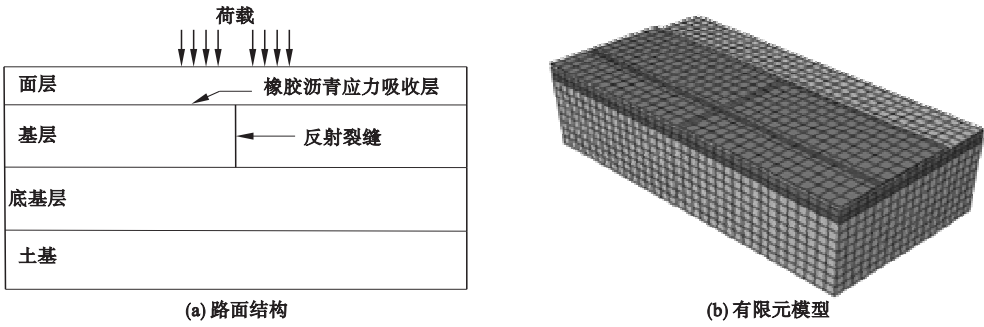 荷载
面层
橡胶沥青应力吸收层
基层
反射裂缝
底基层
土基
(a) 路面结构
(b) 有限元模型